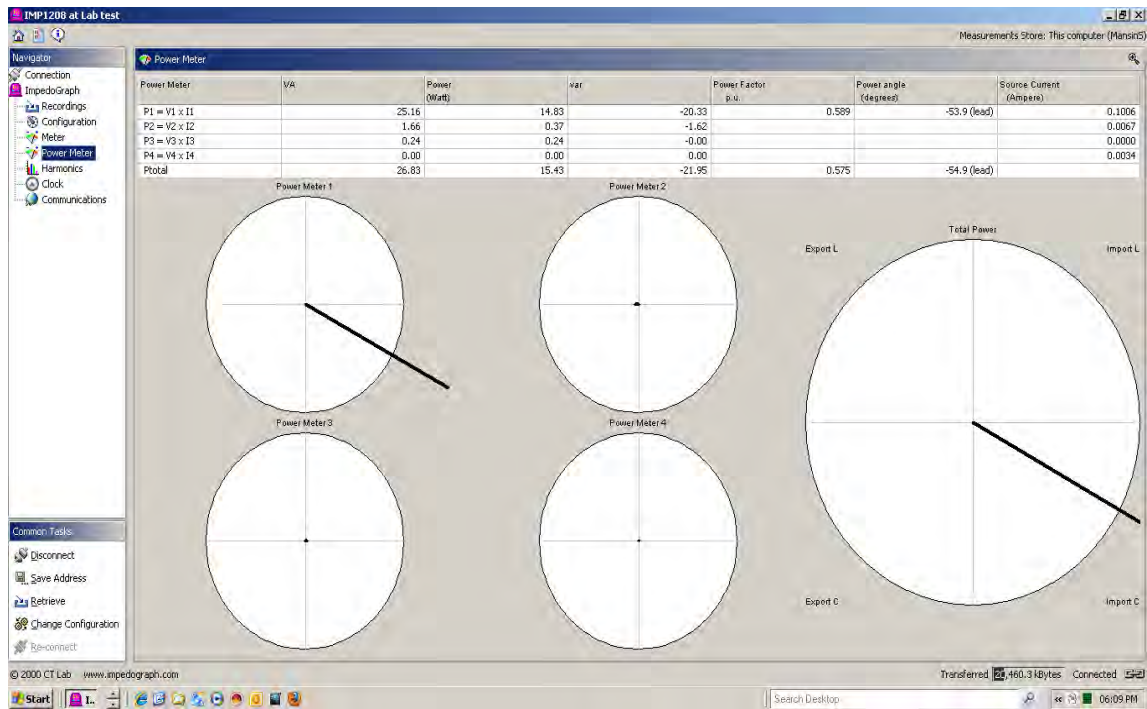 IMP1208 at Lab test
Measurements Store: This computer (MansinS)
Navigator
Connection
ImpedoGraph
Recordings
Configuration
Meter
Power Meter
Harmonics
Clock
Communications
Power Meter
Power Meter VA Power (Watt) var Power Factor p.u. Power angle (degrees) Source Current (Ampere)
P1 = V1 x I1 25.16 14.83 -20.33 0.589 -53.9 (lead) 0.1006
P2 = V2 x I2 1.66 0.37 -1.62 0.0067
P3 = V3 x I3 0.24 0.24 -0.00 0.0000
P4 = V4 x I4 0.00 0.00 0.00 0.0034
Ptotal 26.83 15.43 -21.95 0.575 -54.9 (lead)
Power Meter 1
Power Meter 2
Total Power
Export L
Import L
Power Meter 3
Power Meter 4
Export C
Import C
Common Tasks
Disconnect
Save Address
Retrieve
Change Configuration
Re-connect
© 2000 CT Lab www.impedograph.com
Transferred 20,460.3 kBytes Connected
Start I.. Search Desktop 06:09 PM